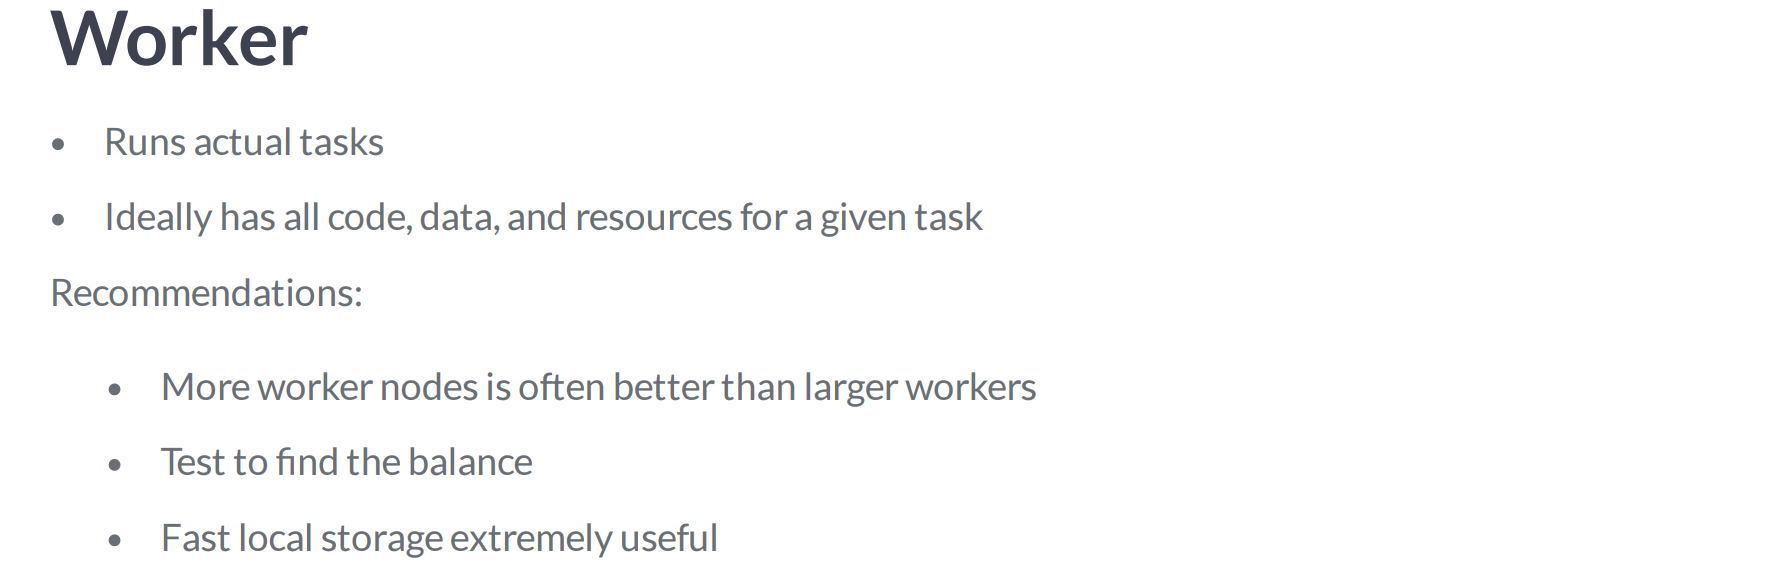 Worker
• Runs actual tasks
• Ideally has all code, data, and resources for a given task
Recommendations:
• More worker nodes is often better than larger workers
• Test to find the balance
• Fast local storage extremely useful